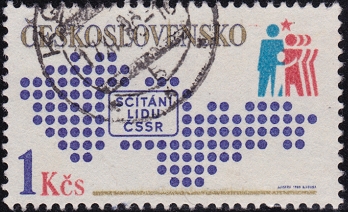 ČESKOSLOVENSKO
SČÍTÁNÍ
LIDU
ČSSR
1 Kčs